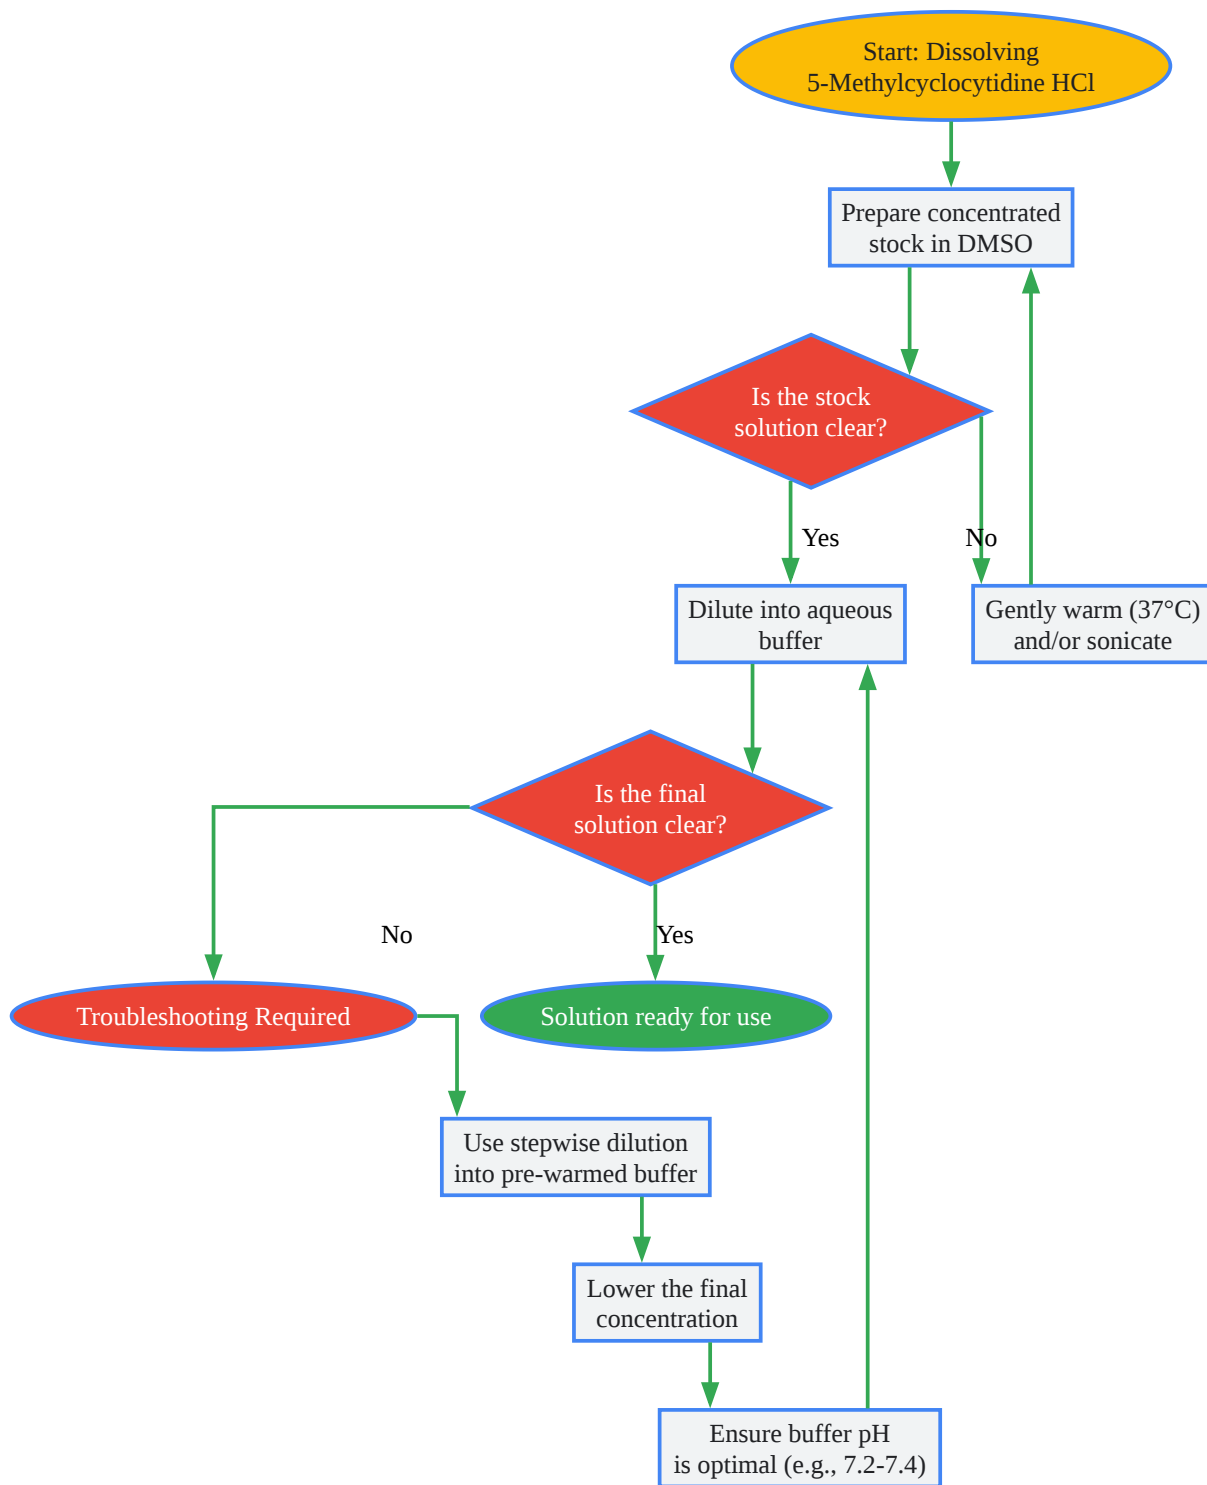 Start: Dissolving
5-Methylcyclocytidine HCl
Prepare concentrated
stock in DMSO
Is the stock
solution clear?
Yes
No
Dilute into aqueous
buffer
Gently warm (37°C)
and/or sonicate
Is the final
solution clear?
No
Yes
Troubleshooting Required
Solution ready for use
Use stepwise dilution
into pre-warmed buffer
Lower the final
concentration
Ensure buffer pH
is optimal (e.g., 7.2-7.4)